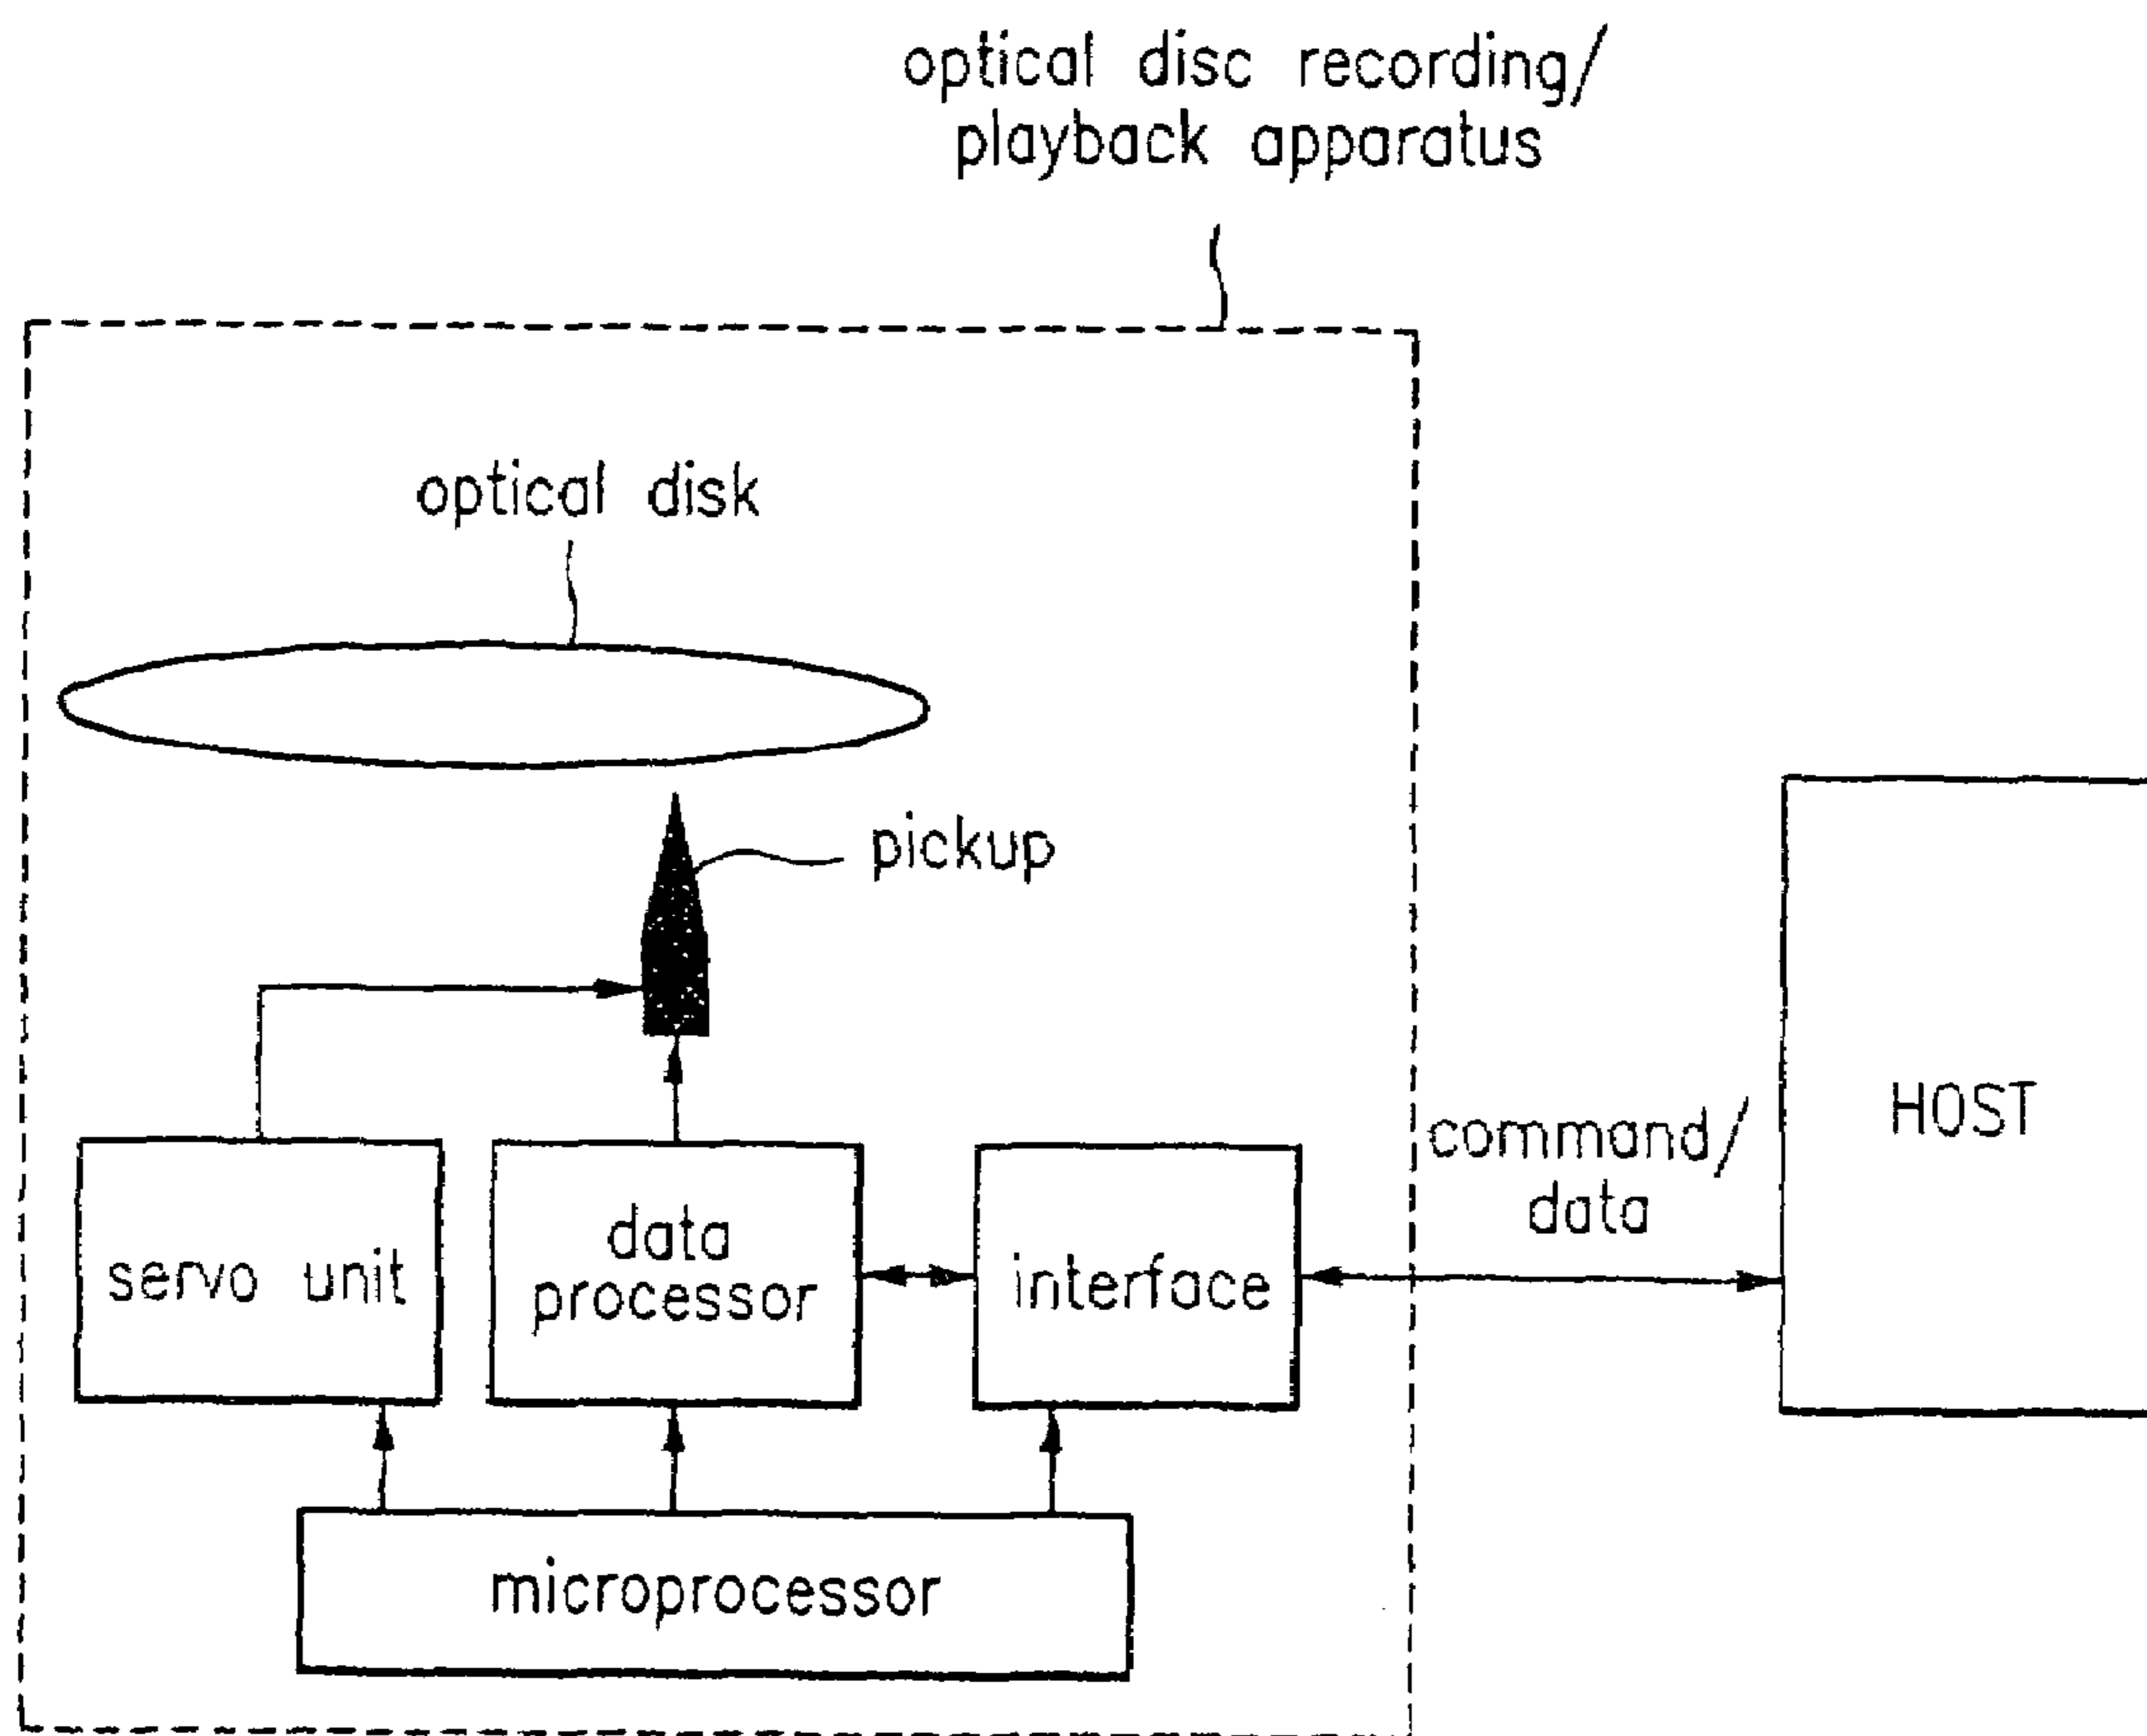 optical disc recording/
playback apparatus
optical disk
pickup
HOST
command/
data
servo unit
data
processor
interface
microprocessor